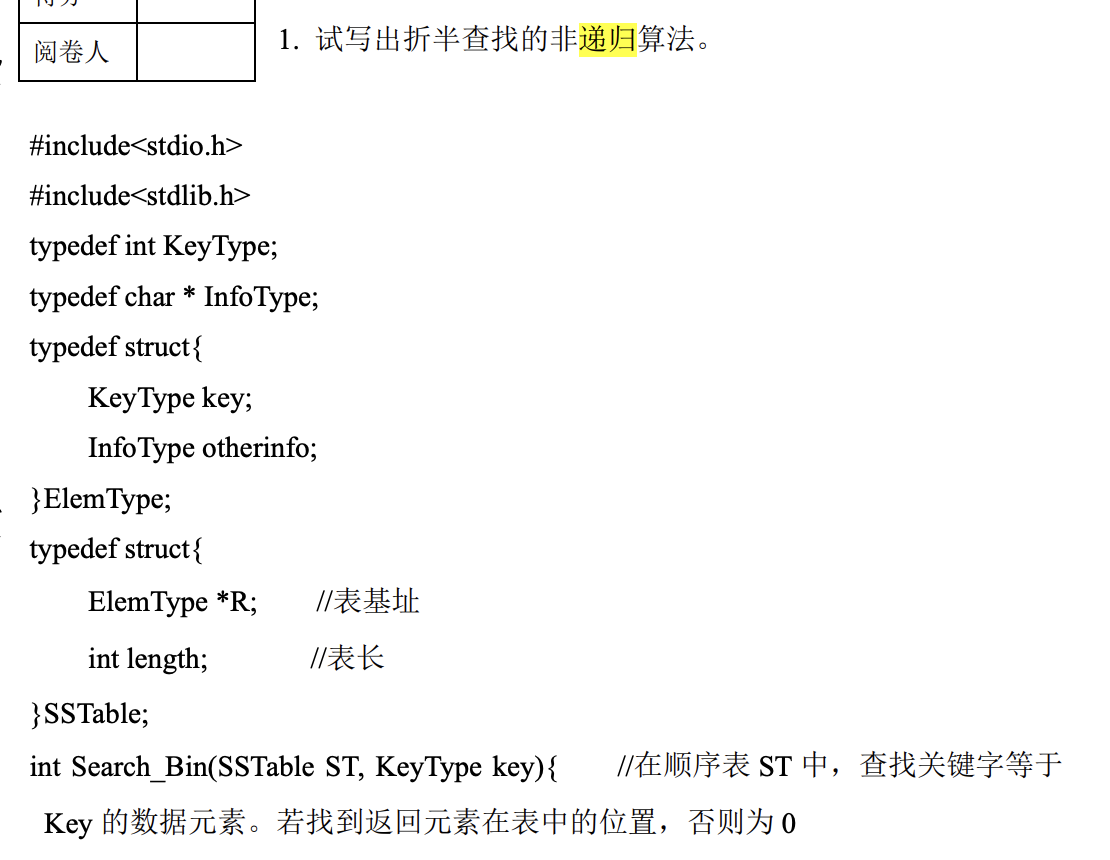 阅卷人
1. 试写出折半查找的非递归算法。
#include<stdio.h>
#include<stdlib.h>
typedef int KeyType;
typedef char * InfoType;
typedef struct{
KeyType key;
InfoType otherinfo;
}ElemType;
typedef struct{
ElemType *R; //表基址
int length; //表长
}SSTable;
int Search_Bin(SSTable ST, KeyType key){ //在顺序表 ST 中，查找关键字等于
Key 的数据元素。若找到返回元素在表中的位置，否则为 0